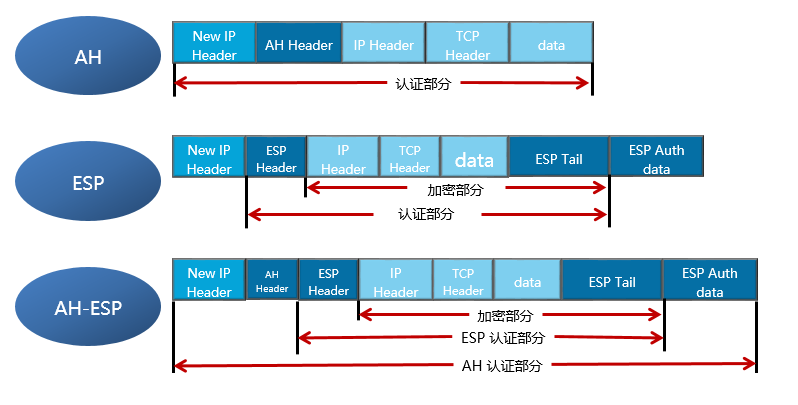 AH
New IP
Header
AH Header
IP Header
TCP
Header
data
认证部分
ESP
New IP
Header
ESP
Header
IP
Header
TCP
Header
data
ESP Tail
ESP Auth
data
加密部分
认证部分
AH-ESP
New IP
Header
AH
Header
ESP
Header
IP
Header
TCP
Header
data
ESP Tail
ESP Auth
data
加密部分
ESP 认证部分
AH 认证部分